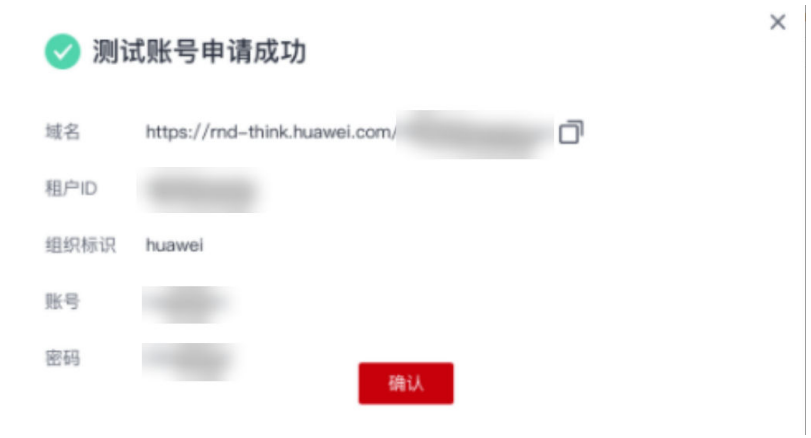 测试账号申请成功
域名 https://rnd-think.huawei.com/
租户ID
组织标识 huawei
账号
密码
确认